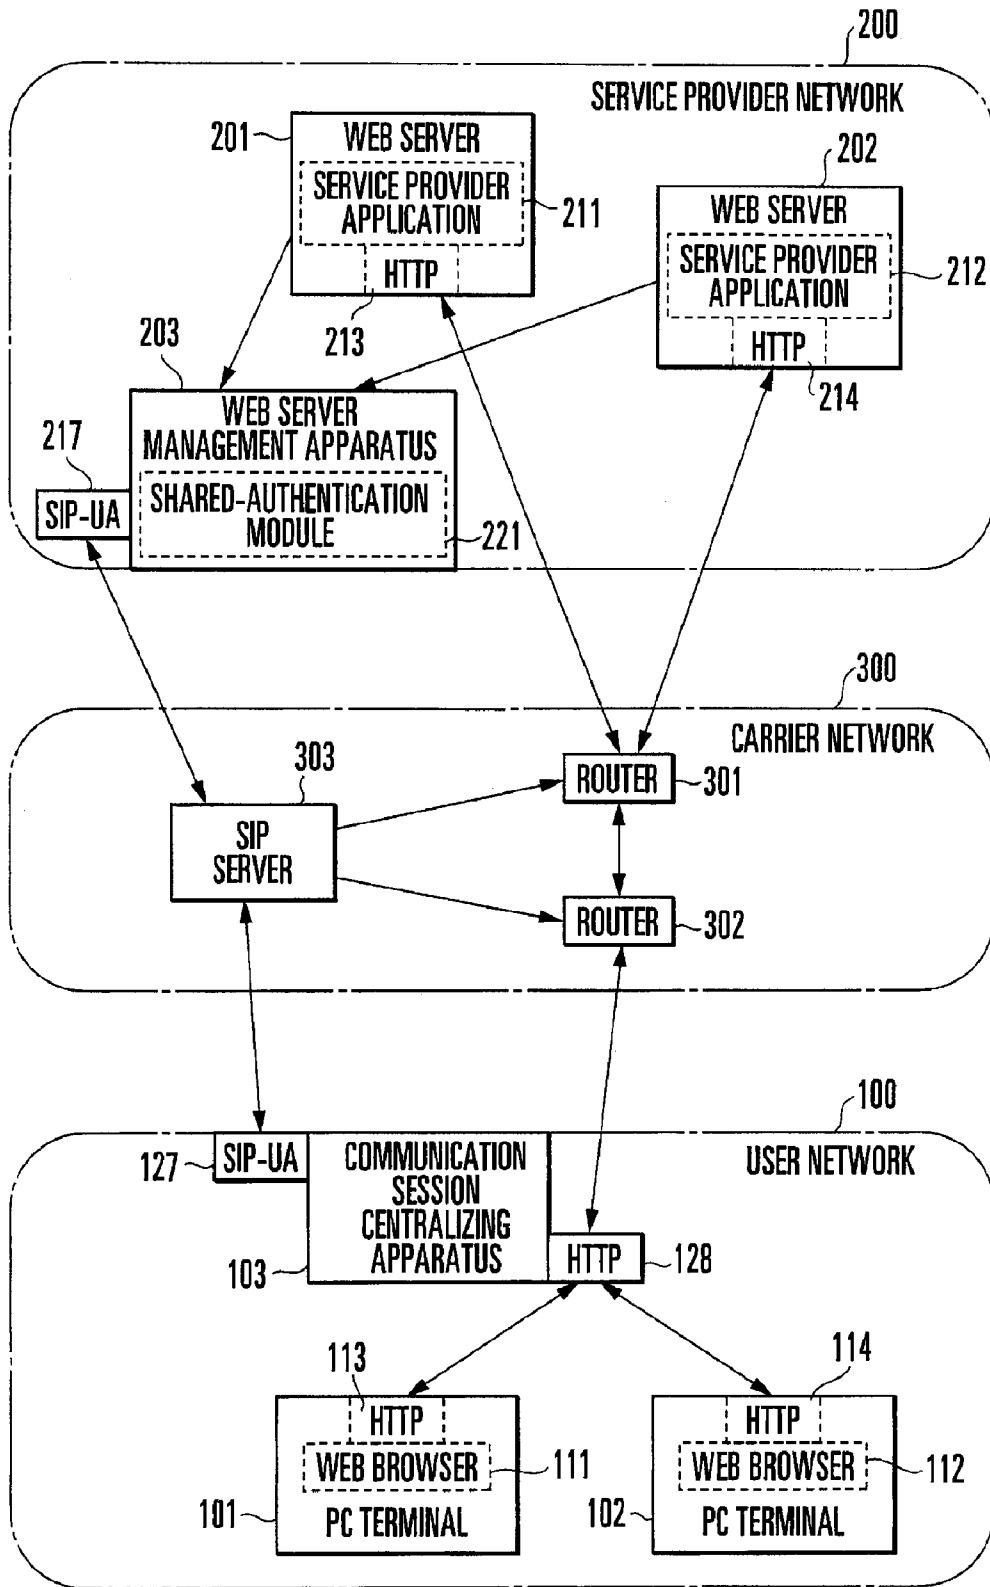 200
SERVICE PROVIDER NETWORK
201
WEB SERVER
SERVICE PROVIDER
APPLICATION
211
HTTP
213
202
WEB SERVER
SERVICE PROVIDER
APPLICATION
212
HTTP
214
203
WEB SERVER
MANAGEMENT APPARATUS
217
SIP-UA
SHARED-AUTHENTICATION
MODULE
221
300
CARRIER NETWORK
303
SIP
SERVER
ROUTER
301
ROUTER
302
100
USER NETWORK
127
SIP-UA
COMMUNICATION
SESSION
CENTRALIZING
APPARATUS
103
HTTP
128
113
HTTP
WEB BROWSER
111
101
PC TERMINAL
114
HTTP
WEB BROWSER
112
102
PC TERMINAL